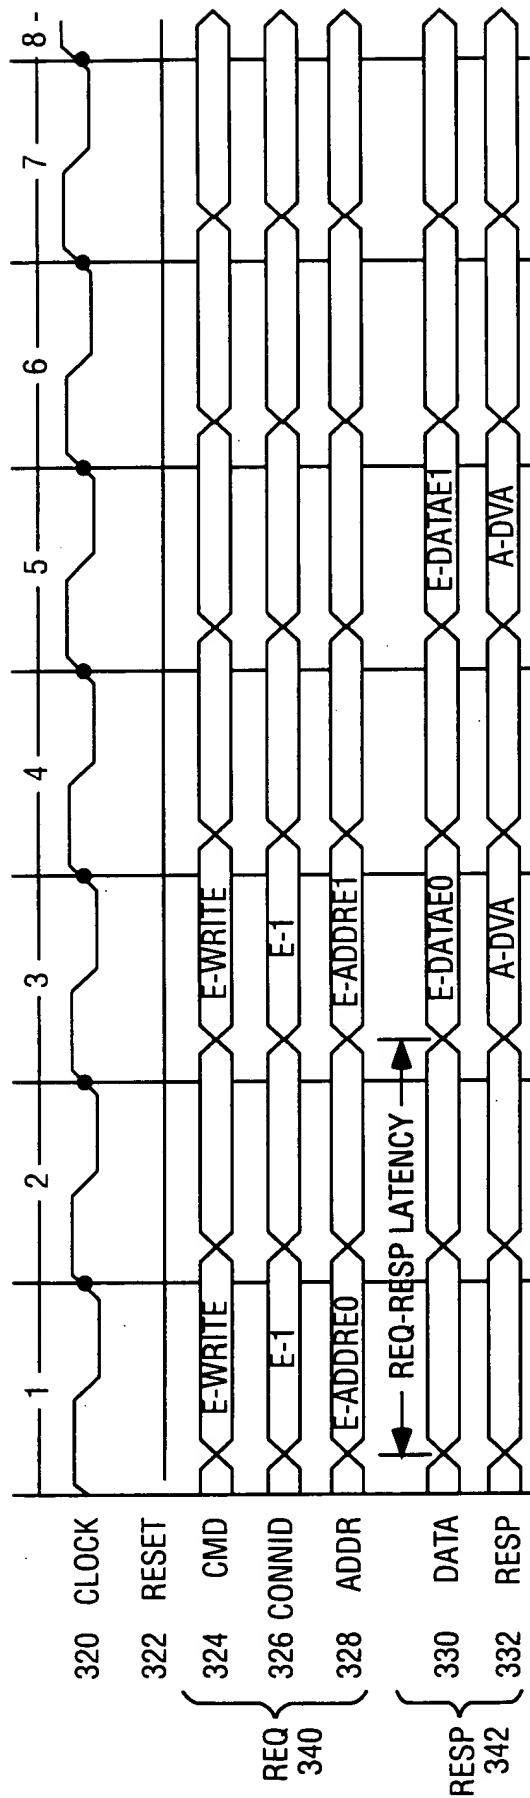 1 2 3 4 5 6 7 8
320 CLOCK
322 RESET
REQ 340
324 CMD E-WRITE E-WRITE
326 CONNID E-1 E-1
328 ADDR E-ADDRE0 E-ADDRE1
REQ-RESP LATENCY
RESP 342
330 DATA E-DATAE0 E-DATAE1
332 RESP A-DVA A-DVA